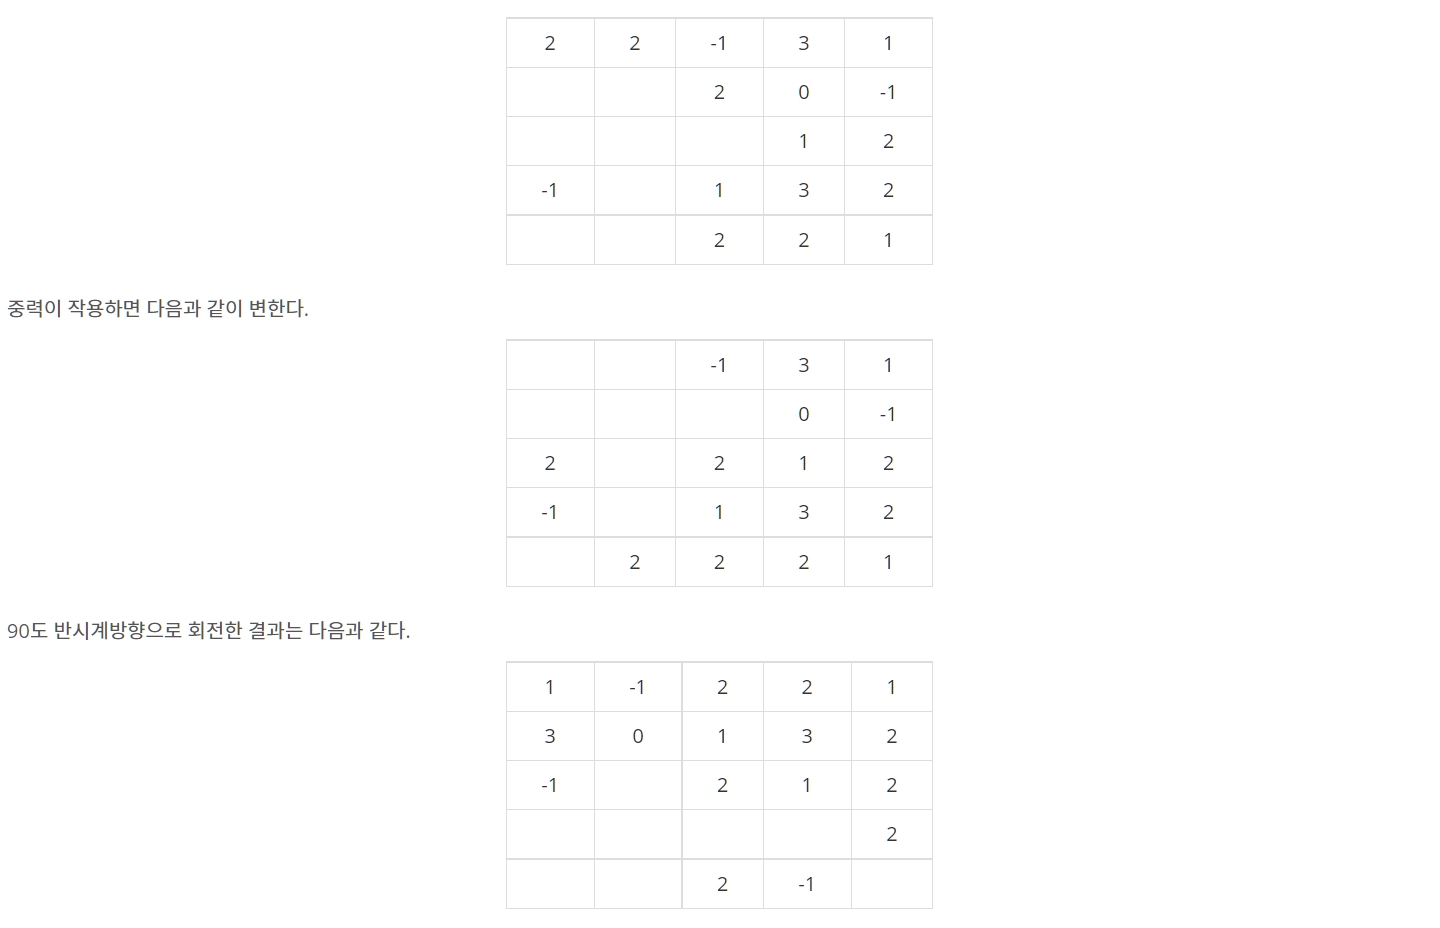 2 2 -1 3 1
2 0 -1
1 2
-1 1 3 2
2 2 1
중력이 작용하면 다음과 같이 변한다.
-1 3 1
0 -1
2 2 1 2
-1 1 3 2
2 2 2 1
90도 반시계방향으로 회전한 결과는 다음과 같다.
1 -1 2 2 1
3 0 1 3 2
-1 2 1 2
2
2 -1